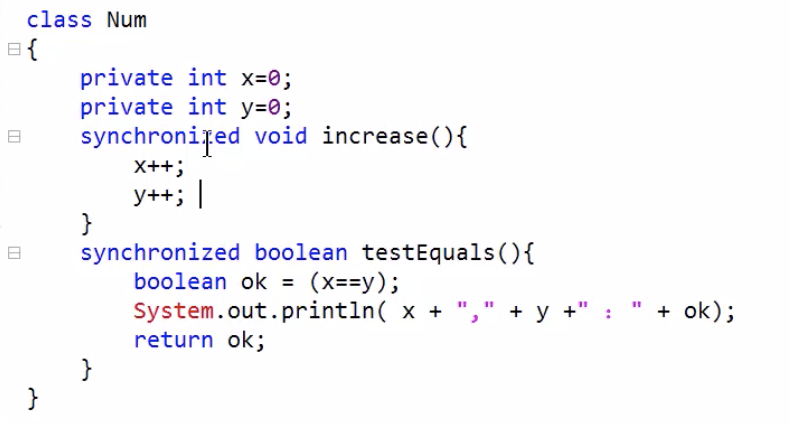 class Num
{
    private int x=0;
    private int y=0;
    synchronized void increase(){
        x++;
        y++;
    }
    synchronized boolean testEquals(){
        boolean ok = (x==y);
        System.out.println( x + "," + y +" : " + ok);
        return ok;
    }
}